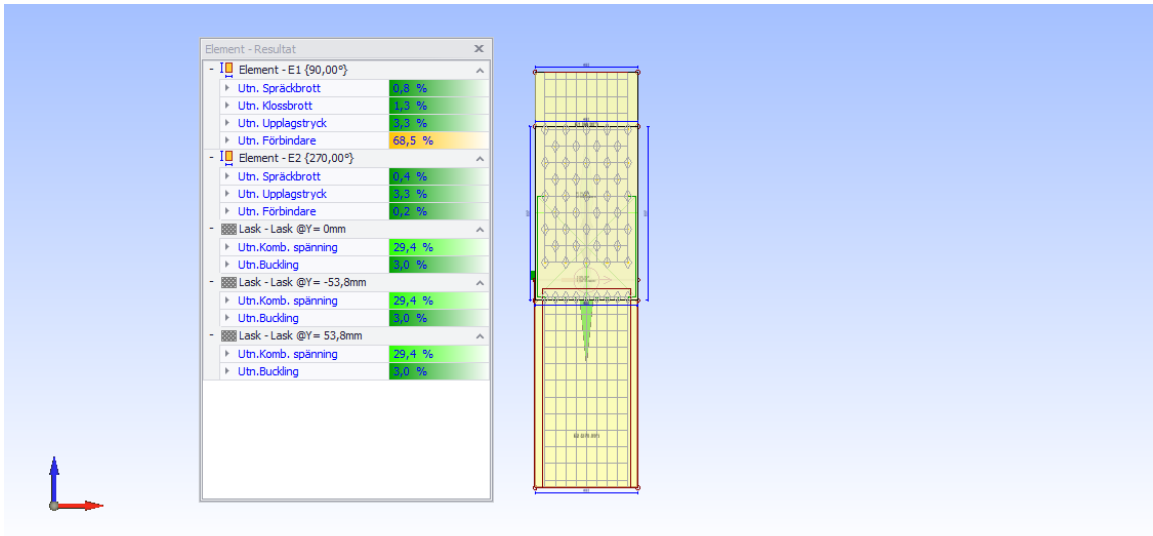 Element - Resultat
Element - E1 {90,00°}
Utn. Spräckbrott 0,8 %
Utn. Klossbrott 1,3 %
Utn. Upplagstryck 3,3 %
Utn. Förbindare 68,5 %
Element - E2 {270,00°}
Utn. Spräckbrott 0,4 %
Utn. Upplagstryck 3,3 %
Utn. Förbindare 0,2 %
Lask - Lask @Y= 0mm
Utn.Komb. spänning 29,4 %
Utn.Buckling 3,0 %
Lask - Lask @Y= -53,8mm
Utn.Komb. spänning 29,4 %
Utn.Buckling 3,0 %
Lask - Lask @Y= 53,8mm
Utn.Komb. spänning 29,4 %
Utn.Buckling 3,0 %